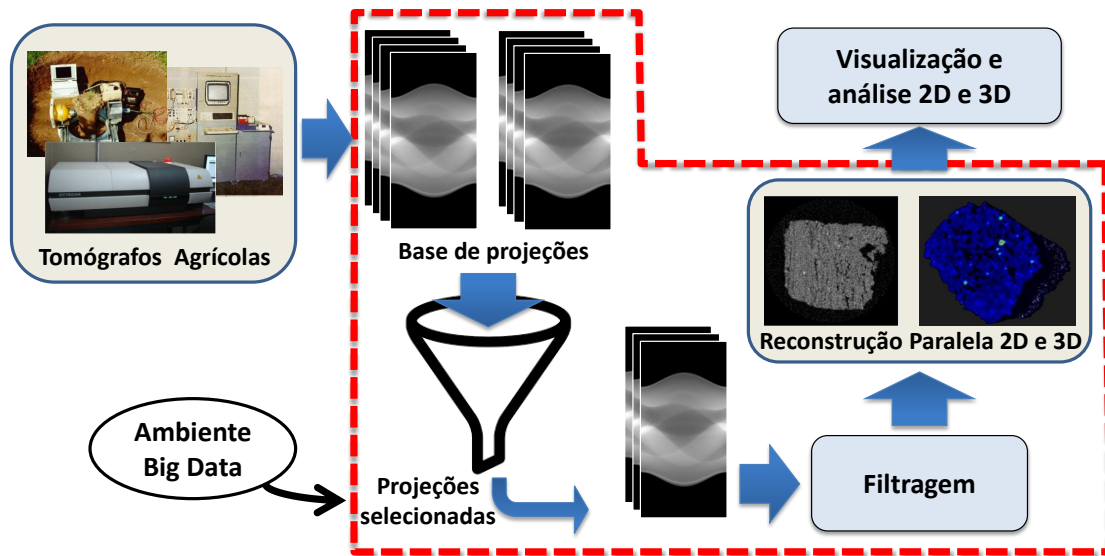 Tomógrafos Agrícolas
Base de projeções
Visualização e
análise 2D e 3D
Reconstrução Paralela 2D e 3D
Ambiente
Big Data
Projeções
selecionadas
Filtragem